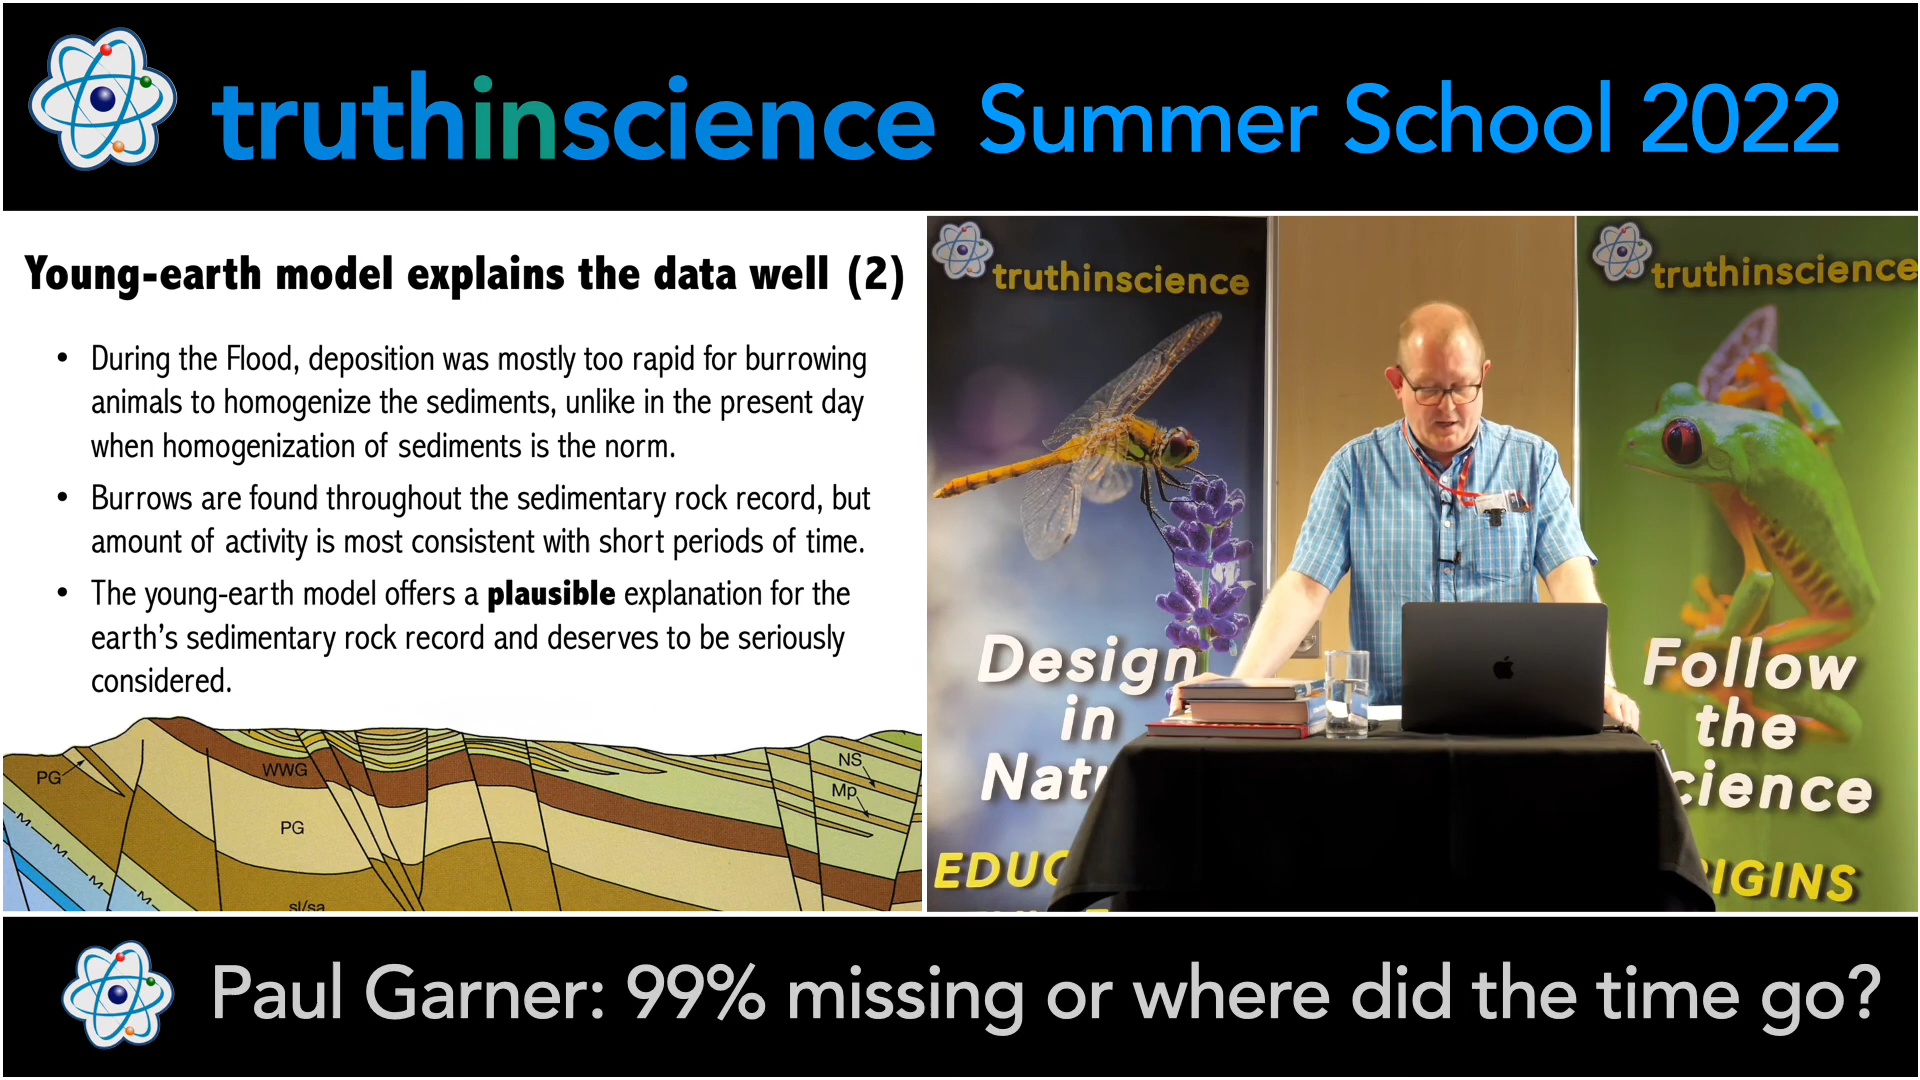 truthinscience Summer School 2022
Young-earth model explains the data well (2)
• During the Flood, deposition was mostly too rapid for burrowing
animals to homogenize the sediments, unlike in the present day
when homogenization of sediments is the norm.
• Burrows are found throughout the sedimentary rock record, but
amount of activity is most consistent with short periods of time.
• The young-earth model offers a plausible explanation for the
earth's sedimentary rock record and deserves to be seriously
considered.
PG
WWG
NS
Mp
PG
M
M
M
M
sl/sa
truthinscience
Design
in
Natu
EDUC
truthinscience
Follow
the
cience
RIGINS
Paul Garner: 99% missing or where did the time go?